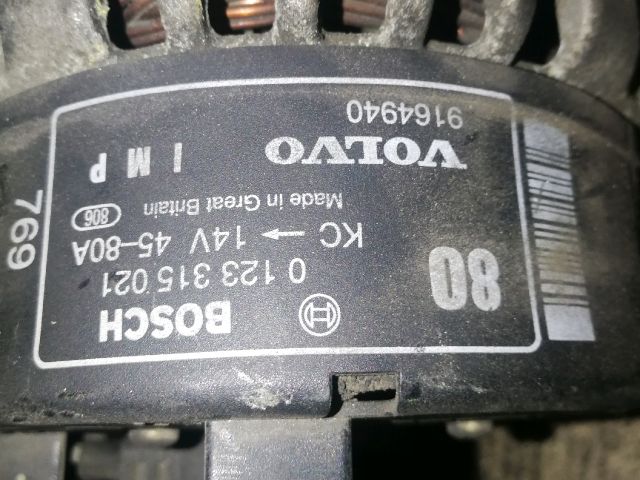 BOSCH
80
0 123 315 021
KC → 14V 45-80A
Made in Great Britain 806
VOLVO I M P
9164940
769